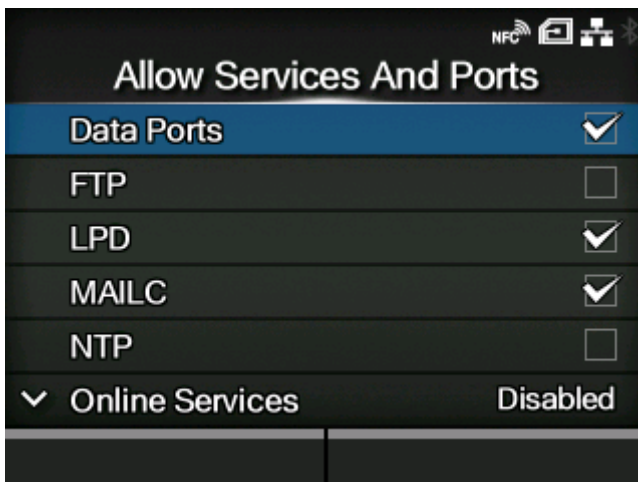 NFC
Allow Services And Ports
Data Ports
FTP
LPD
MAILC
NTP
Online Services Disabled